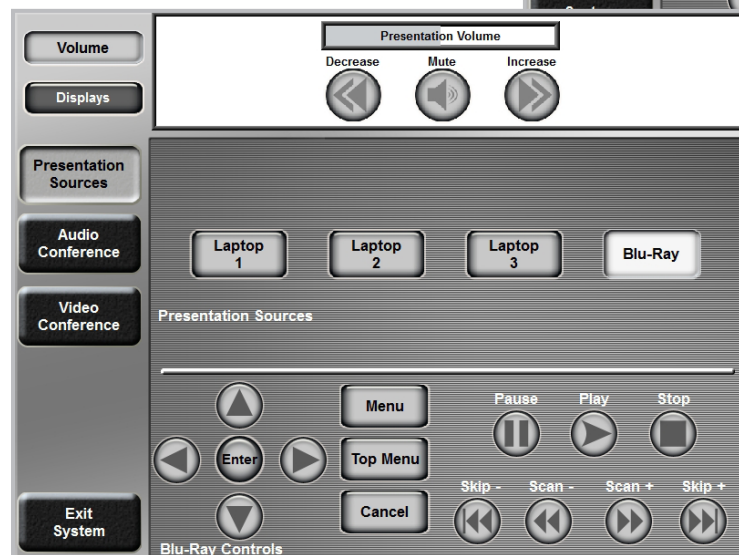 Volume
Displays
Presentation Volume
Decrease
Mute
Increase
Presentation
Sources
Audio
Conference
Video
Conference
Exit
System
Laptop
1
Laptop
2
Laptop
3
Blu-Ray
Presentation Sources
Enter
Menu
Top Menu
Cancel
Pause
Play
Stop
Skip -
Scan -
Scan +
Skip +
Blu-Ray Controls